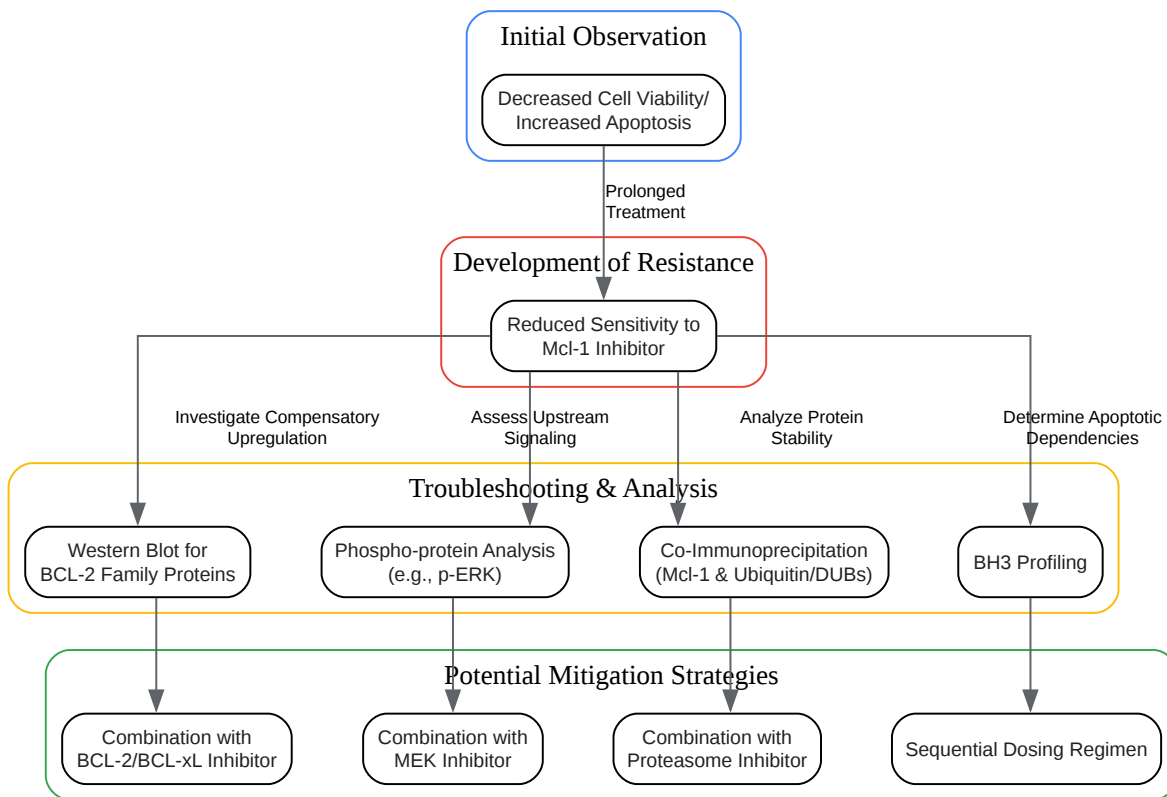 Initial Observation
Decreased Cell Viability/
Increased Apoptosis
Prolonged
Treatment
Development of Resistance
Reduced Sensitivity to
Mcl-1 Inhibitor
Investigate Compensatory
Upregulation
Assess Upstream
Signaling
Analyze Protein
Stability
Determine Apoptotic
Dependencies
Troubleshooting & Analysis
Western Blot for
BCL-2 Family Proteins
Phospho-protein Analysis
(e.g., p-ERK)
Co-Immunoprecipitation
(Mcl-1 & Ubiquitin/DUBs)
BH3 Profiling
Potential Mitigation Strategies
Combination with
BCL-2/BCL-xL Inhibitor
Combination with
MEK Inhibitor
Combination with
Proteasome Inhibitor
Sequential Dosing Regimen